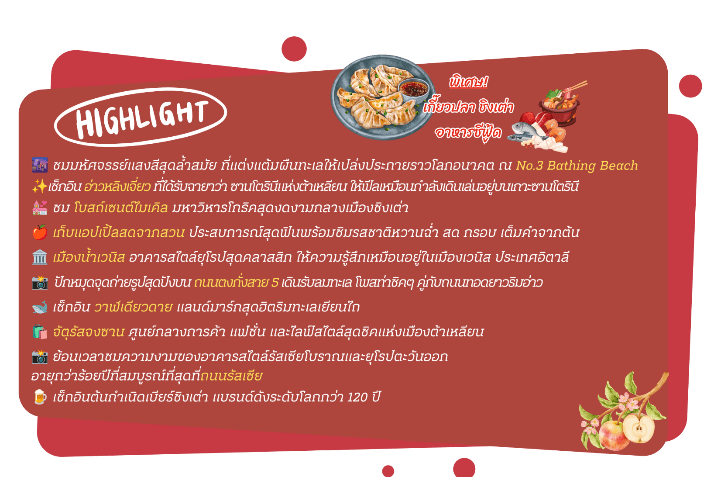 HIGHLIGHT
พิเศษ!
เกี๊ยวปลา ชิงเต่า
อาหารซีฟู้ด
🌆 ชมมหัศจรรย์แสงสีสุดล้ำสมัย ที่แต่งแต้มผืนทะเลให้เปล่งประกายราวโลกอนาคต ณ No.3 Bathing Beach
✨เช็กอิน อ่าวหลิงเจี่ยว ที่ได้รับฉายาว่า ซานโตรินีแห่งต้าเหลียน ให้ฟีลเหมือนกำลังเดินเล่นอยู่บนเกาะซานโตรินี
💒 ชม โบสถ์เซนต์ไมเคิล มหาวิหารโกธิคสุดงดงามกลางเมืองชิงเต่า
🍎 เก็บแอปเปิ้ลสดจากสวน ประสบการณ์สุดฟินพร้อมชิมรสชาติหวานฉ่ำ สด กรอบ เต็มคำจากต้น
🏛️ เมืองน้ำเวนิส อาคารสไตล์ยุโรปสุดคลาสสิก ให้ความรู้สึกเหมือนอยู่ในเมืองเวนิส ประเทศอิตาลี
📸 ปักหมุดจุดถ่ายรูปสุดปังบน ถนนตงกั่งสาย 5 เดินรับลมทะเล โพสท่าชิคๆ คู่กับถนนทอดยาวริมอ่าว
🐋 เช็กอิน วาฬเดียวดาย แลนด์มาร์กสุดฮิตริมทะเลเยียนไถ
🛍️ จัตุรัสจงซาน ศูนย์กลางการค้า แฟชั่น และไลฟ์สไตล์สุดชิคแห่งเมืองต้าเหลียน
📸 ย้อนเวลาชมความงามของอาคารสไตล์รัสเซียโบราณและยุโรปตะวันออก
อายุกว่าร้อยปีที่สมบูรณ์ที่สุดที่ถนนรัสเซีย
🍺 เช็กอินต้นกำเนิดเบียร์ชิงเต่า แบรนด์ดังระดับโลกกว่า 120 ปี